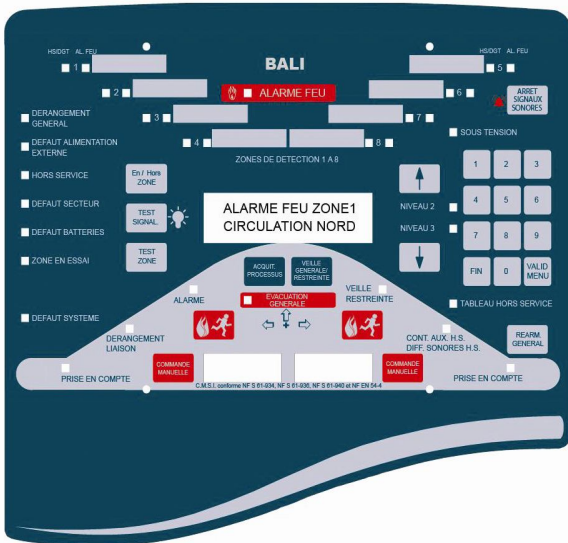 HS/DGT AL. FEU
HS/DGT AL. FEU
1
BALI
5
2
ALARME FEU
6
ARRET
SIGNAUX
SONORES
3
7
DERANGEMENT
GENERAL
SOUS TENSION
4
8
DEFAUT ALIMENTATION
EXTERNE
ZONES DE DETECTION 1 A 8
1 2 3
HORS SERVICE
En / Hors
ZONE
DEFAUT SECTEUR
TEST
SIGNAL.
ALARME FEU ZONE1
CIRCULATION NORD
NIVEAU 2
4 5 6
DEFAUT BATTERIES
NIVEAU 3
7 8 9
ZONE EN ESSAI
TEST
ZONE
ACQUIT.
PROCESSUS
VEILLE
GENERALE/
RESTREINTE
FIN 0 VALID
MENU
ALARME
EVACUATION
GENERALE
VEILLE
RESTREINTE
TABLEAU HORS SERVICE
DEFAUT SYSTEME
DERANGEMENT
LIAISON
CONT. AUX. H.S.
DIFF. SONORES H.S.
REARM.
GENERAL
PRISE EN COMPTE
COMMANDE
MANUELLE
COMMANDE
MANUELLE
PRISE EN COMPTE
C.M.S.I. conforme NF S 61-934, NF S 61-936, NF S 61-940 et NF EN 54-4